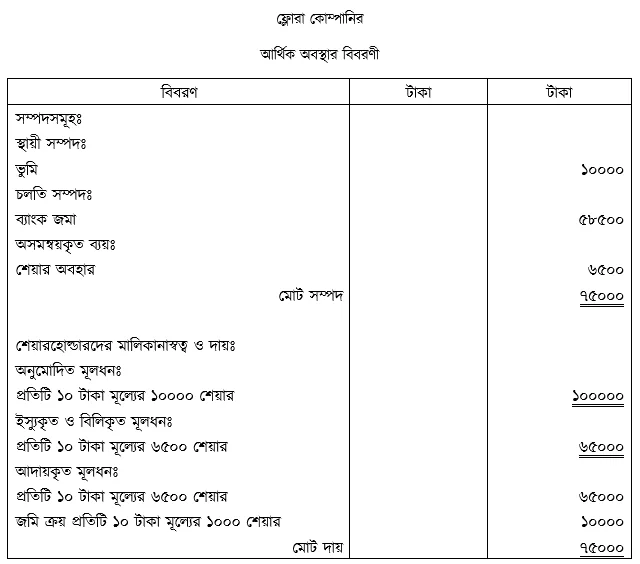 ফ্লোরা কোম্পানির
আর্থিক অবস্থার বিবরণী
বিবরণ টাকা টাকা
সম্পদসমূহঃ
স্থায়ী সম্পদঃ
ভুমি ১০০০০
চলতি সম্পদঃ
ব্যাংক জমা ৫৮৫০০
অসমন্বয়কৃত ব্যয়ঃ
শেয়ার অবহার ৬৫০০
মোট সম্পদ ৭৫০০০
শেয়ারহোল্ডারদের মালিকানাস্বত্ব ও দায়ঃ
অনুমোদিত মূলধনঃ
প্রতিটি ১০ টাকা মূল্যের ১০০০০ শেয়ার ১০০০০০
ইস্যুকৃত ও বিলিকৃত মূলধনঃ
প্রতিটি ১০ টাকা মূল্যের ৬৫০০ শেয়ার ৬৫০০০
আদায়কৃত মূলধনঃ
প্রতিটি ১০ টাকা মূল্যের ৬৫০০ শেয়ার ৬৫০০০
জমি ক্রয় প্রতিটি ১০ টাকা মূল্যের ১০০০ শেয়ার ১০০০০
মোট দায় ৭৫০০০